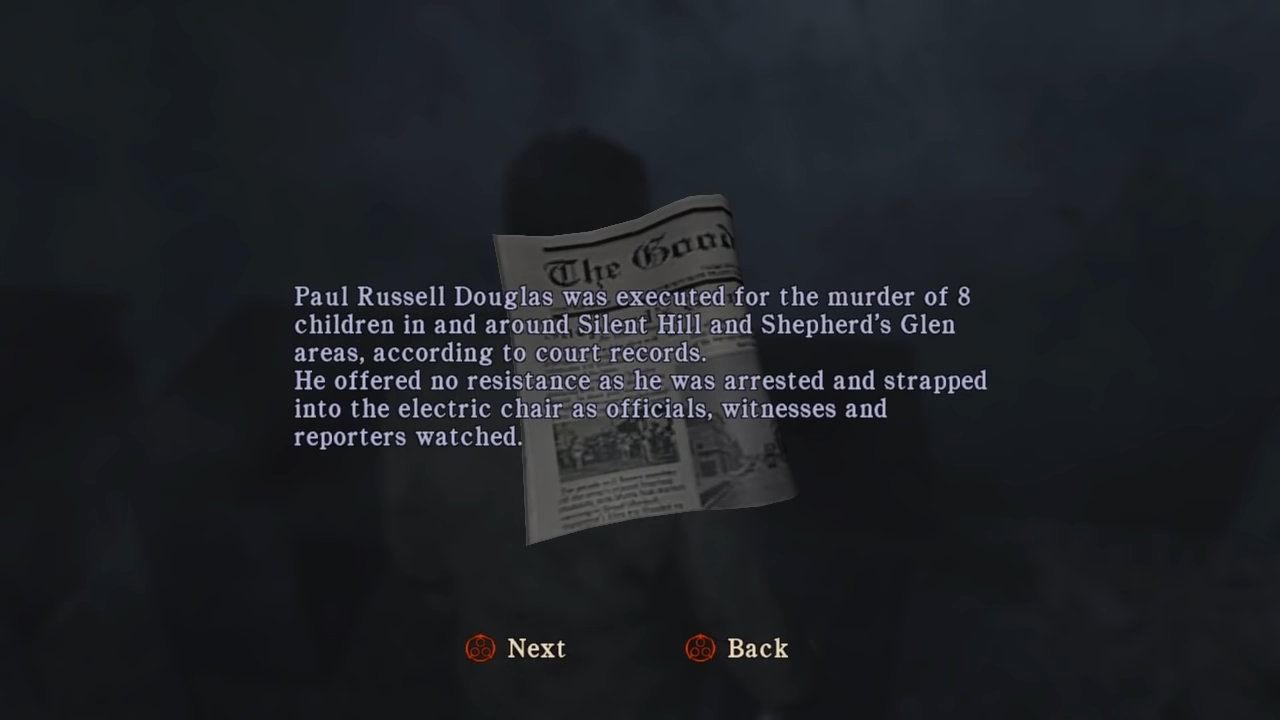 The Good
Paul Russell Douglas was executed for the murder of 8
children in and around Silent Hill and Shepherd's Glen
areas, according to court records.
He offered no resistance as he was arrested and strapped
into the electric chair as officials, witnesses and
reporters watched.
Next
Back